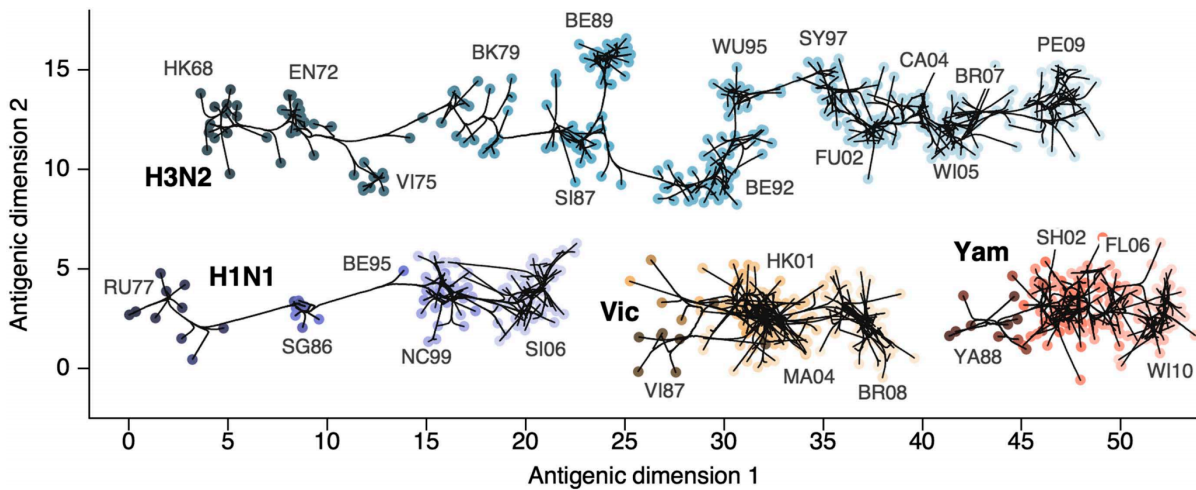 BE89
HK68
EN72
BK79
WU95
SY97
CA04
BR07
PE09
15
10
5
0
Antigenic dimension 2
H3N2
VI75
SI87
BE92
FU02
WI05
RU77
H1N1
BE95
SG86
NC99
SI06
Vic
HK01
VI87
MA04
BR08
Yam
SH02
FL06
YA88
WI10
0 5 10 15 20 25 30 35 40 45 50
Antigenic dimension 1